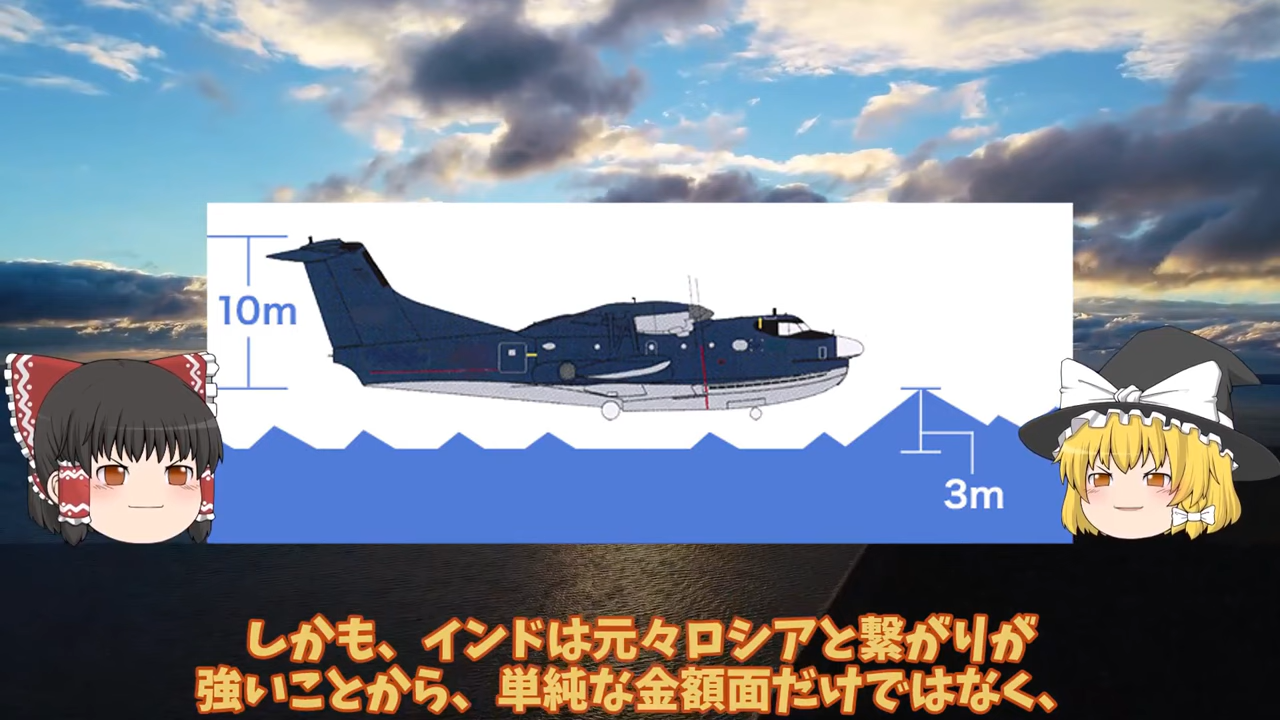 10m
3m
しかも、インドは元々ロシアと繋がりが
強いことから、単純な金額面だけではなく、